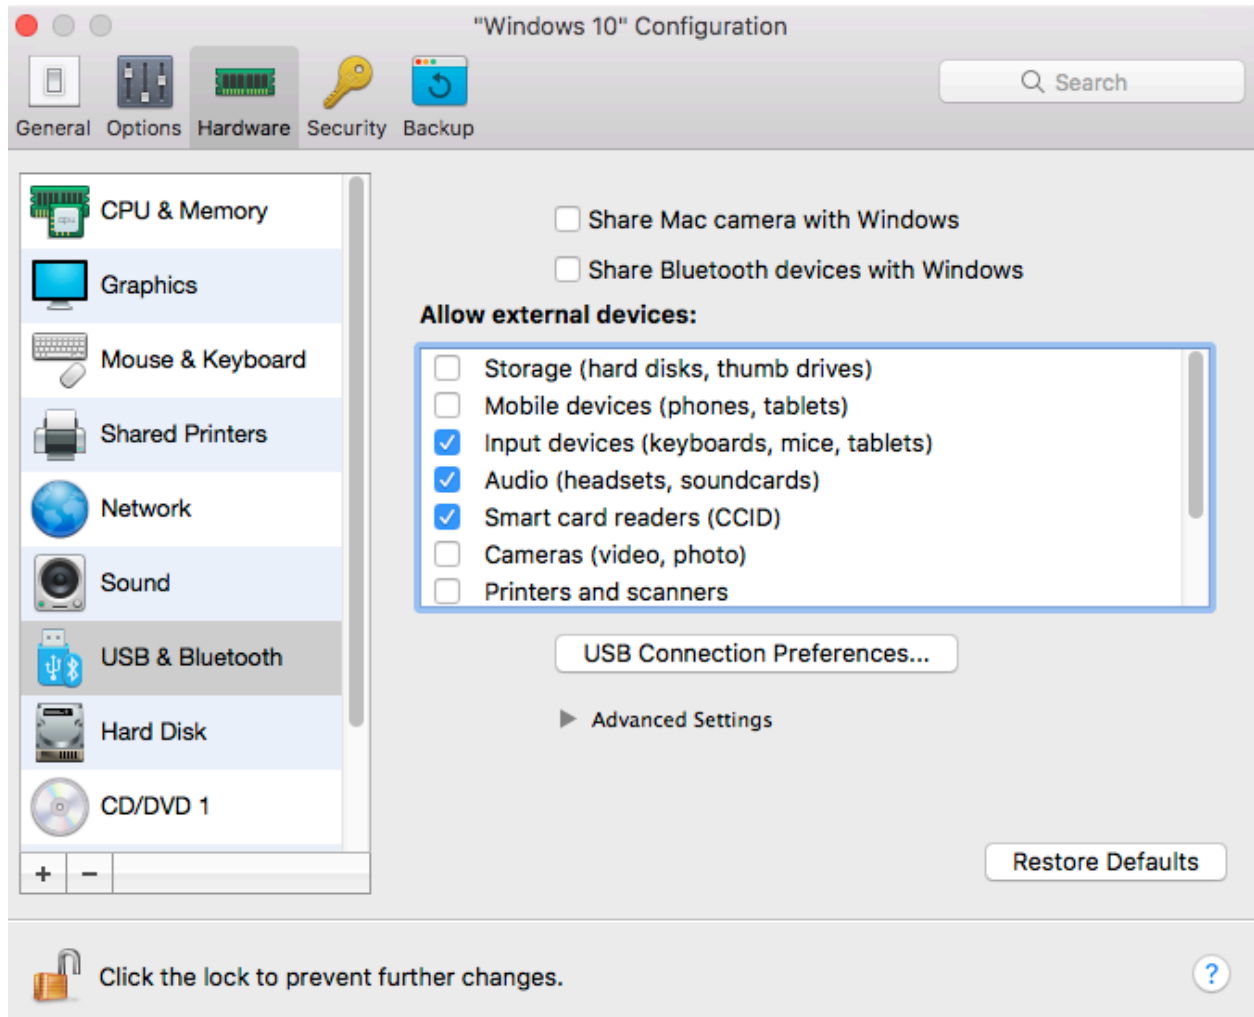 "Windows 10" Configuration
General Options Hardware Security Backup
Search
CPU & Memory
Graphics
Mouse & Keyboard
Shared Printers
Network
Sound
USB & Bluetooth
Hard Disk
CD/DVD 1
+ −
Share Mac camera with Windows
Share Bluetooth devices with Windows
Allow external devices:
Storage (hard disks, thumb drives)
Mobile devices (phones, tablets)
Input devices (keyboards, mice, tablets)
Audio (headsets, soundcards)
Smart card readers (CCID)
Cameras (video, photo)
Printers and scanners
USB Connection Preferences...
Advanced Settings
Restore Defaults
Click the lock to prevent further changes.
?